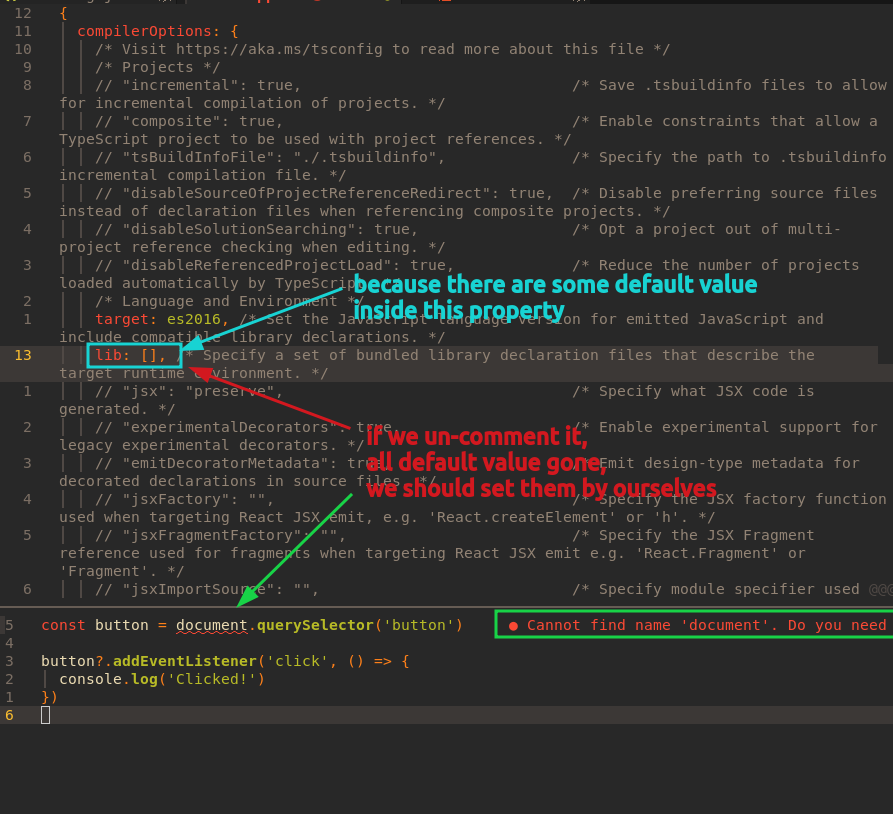 12 {
11 compilerOptions: {
10 /* Visit https://aka.ms/tsconfig to read more about this file */
9 /* Projects */
8 // "incremental": true, /* Save .tsbuildinfo files to allow
for incremental compilation of projects. */
7 // "composite": true, /* Enable constraints that allow a
TypeScript project to be used with project references. */
6 // "tsBuildInfoFile": "./.tsbuildinfo", /* Specify the path to .tsbuildinfo
incremental compilation file. */
5 // "disableSourceOfProjectReferenceRedirect": true, /* Disable preferring source files
instead of declaration files when referencing composite projects. */
4 // "disableSolutionSearching": true, /* Opt a project out of multi-
project reference checking when editing. */
3 // "disableReferencedProjectLoad": true, /* Reduce the number of projects
loaded automatically by TypeScript. */
because there are some default value
inside this property
2 /* Language and Environment */
1 target: es2016, /* Set the JavaScript language version for emitted JavaScript and
include compatible library declarations. */
13 lib: [], /* Specify a set of bundled library declaration files that describe the
target runtime environment. */
1 // "jsx": "preserve", /* Specify what JSX code is
generated. */
2 // "experimentalDecorators": true, /* Enable experimental support for
legacy experimental decorators. */
if we un-comment it,
all default value gone,
we should set them by ourselves
3 // "emitDecoratorMetadata": true, /* Emit design-type metadata for
decorated declarations in source files. */
4 // "jsxFactory": "", /* Specify the JSX factory function
used when targeting React JSX emit, e.g. 'React.createElement' or 'h'. */
5 // "jsxFragmentFactory": "", /* Specify the JSX Fragment
reference used for fragments when targeting React JSX emit e.g. 'React.Fragment' or
'Fragment'. */
6 // "jsxImportSource": "", /* Specify module specifier used @@@
5 const button = document.querySelector('button') ● Cannot find name 'document'. Do you need
4
3 button?.addEventListener('click', () => {
2 console.log('Clicked!')
1 })
6